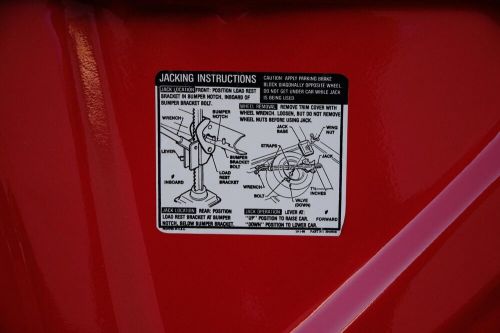 JACKING INSTRUCTIONS
CAUTION: APPLY PARKING BRAKE
BLOCK DIAGONALLY OPPOSITE WHEEL.
DO NOT GET UNDER CAR WHILE JACK
IS BEING USED
JACK LOCATION FRONT: POSITION LOAD REST
BRACKET IN BUMPER NOTCH, INBOARD OF
BUMPER BRACKET BOLT.
WRENCH
BUMPER
NOTCH
LEVER
BUMPER
BRACKET
BOLT
LOAD
REST
BRACKET
INBOARD
JACK LOCATION REAR: POSITION
LOAD REST BRACKET AT BUMPER
NOTCH, BELOW BUMPER BRACKET.
WHEEL REMOVAL REMOVE TRIM COVER WITH
WHEEL WRENCH. LOOSEN, BUT DO NOT REMOVE
WHEEL NUTS BEFORE USING JACK.
JACK
BASE
WING
NUT
STRAPS
JACK
WRENCH
BOLT
VALVE
(DOWN)
INCHES
FORWARD
JACK OPERATION LEVER AT:
"UP" POSITION TO RAISE CAR.
"DOWN" POSITION TO LOWER CAR.